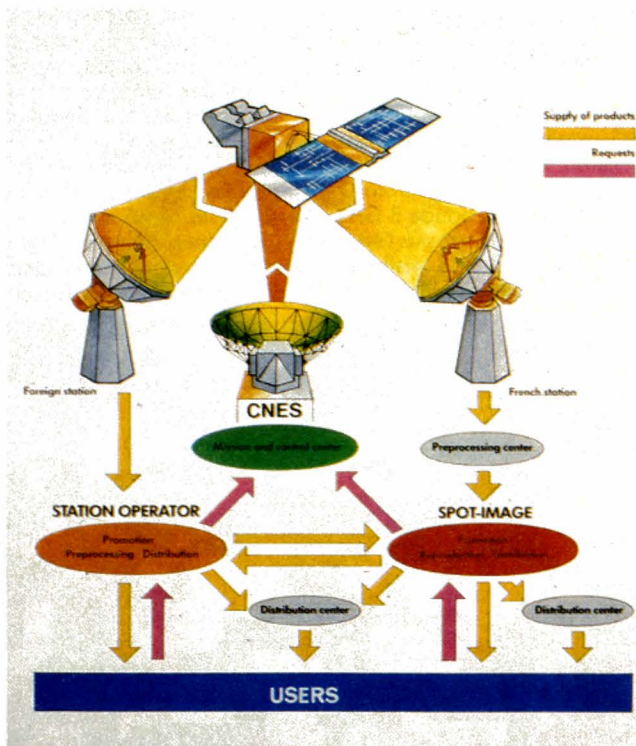 Supply of products
Requests
Foreign station
French station
CNES
Mission and control center
Preprocessing center
STATION OPERATOR
SPOT-IMAGE
Promotion
Preprocessing Distribution
Distribution center
Distribution center
USERS